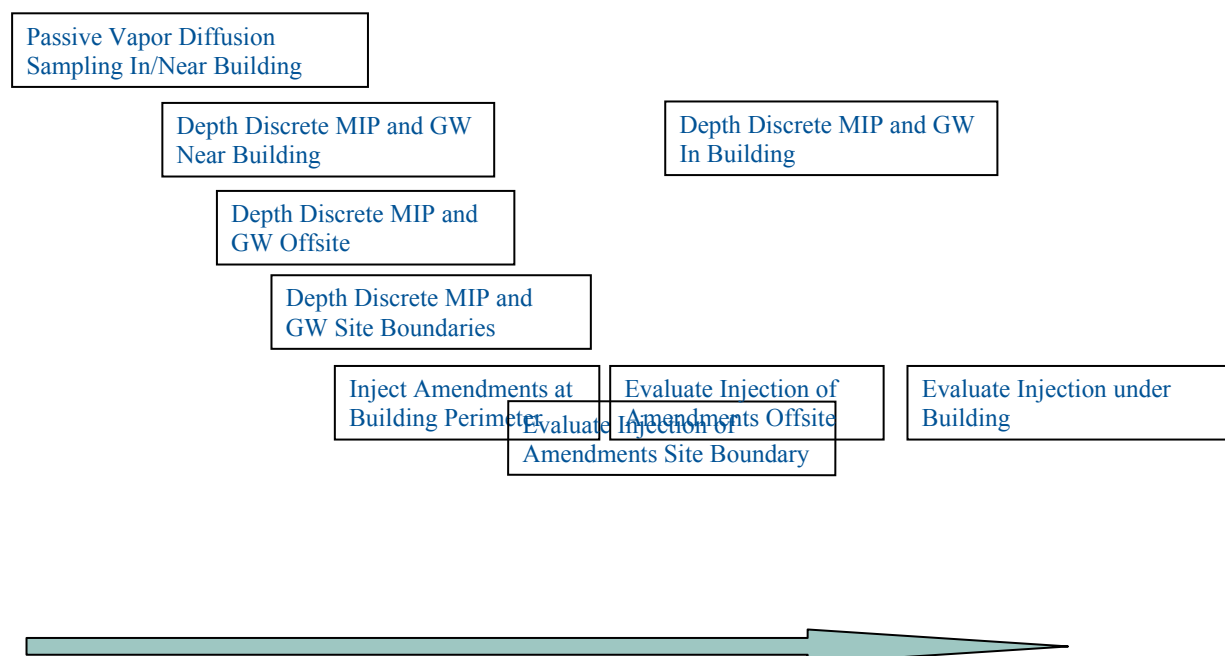 Passive Vapor Diffusion
Sampling In/Near Building
Depth Discrete MIP and GW
Near Building
Depth Discrete MIP and GW
In Building
Depth Discrete MIP and
GW Offsite
Depth Discrete MIP and
GW Site Boundaries
Inject Amendments at
Building Perimeter
Evaluate Injection of
Amendments Offsite
Evaluate Injection of
Amendments Site Boundary
Evaluate Injection under
Building